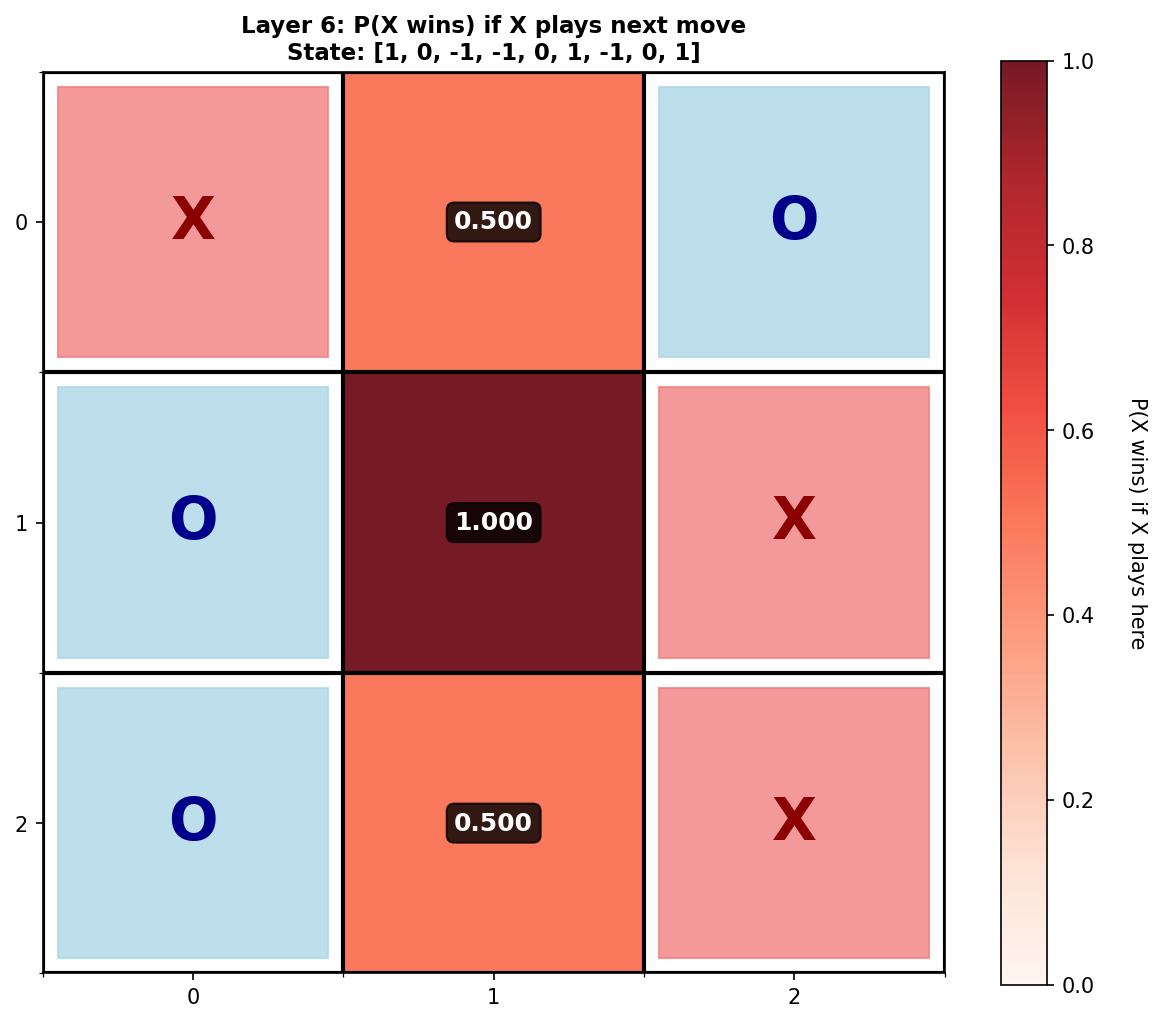 Layer 6: P(X wins) if X plays next move
State: [1, 0, -1, -1, 0, 1, -1, 0, 1]
0
X
0.500
O
1
O
1.000
X
2
O
0.500
X
0
1
2
1.0
0.8
0.6
0.4
0.2
0.0
P(X wins) if X plays here